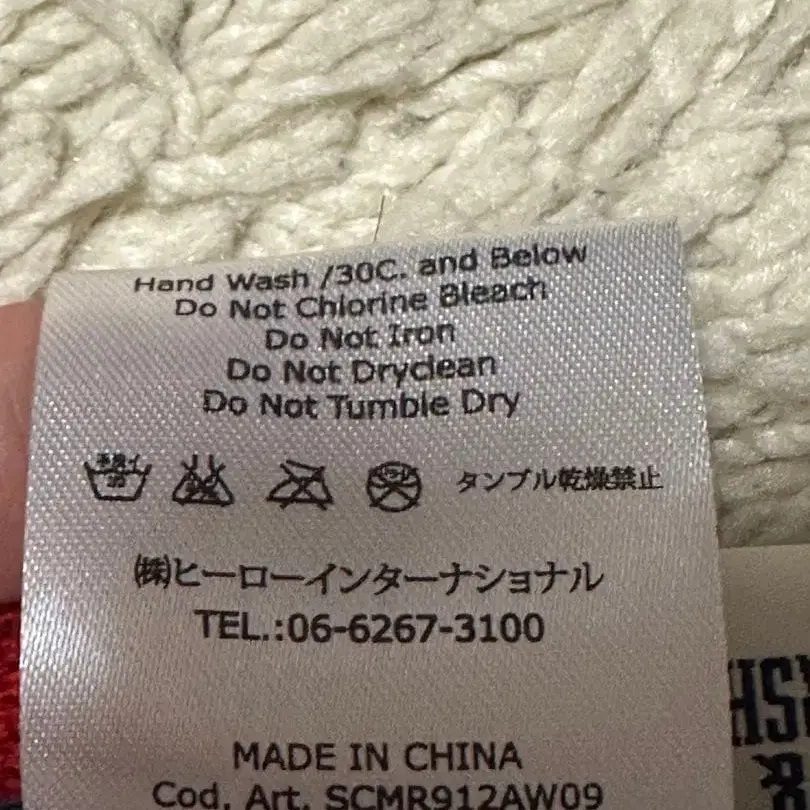 Hand Wash /30C. and Below
Do Not Chlorine Bleach
Do Not Iron
Do Not Dryclean
Do Not Tumble Dry
タンブル乾燥禁止
㈱ヒーローインターナショナル
TEL.:06-6267-3100
MADE IN CHINA
Cod. Art. SCMR912AW09